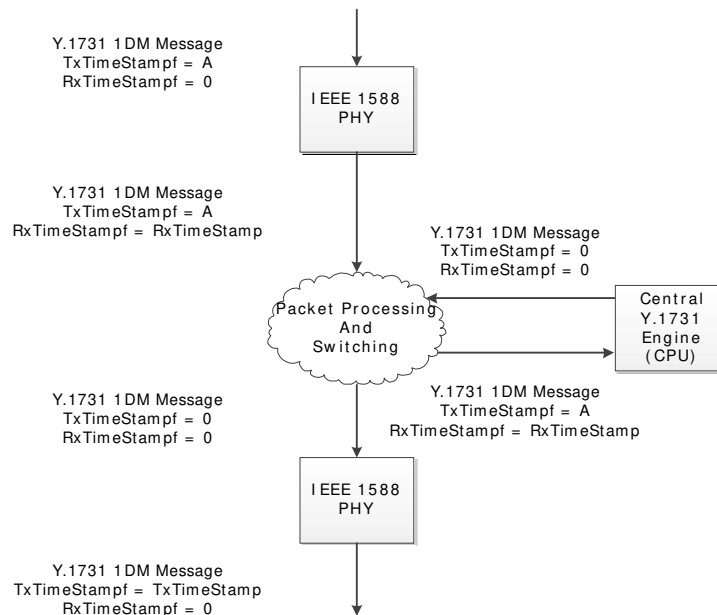 Y.1731 1DM Message
TxTimeStampf = A
RxTimeStampf = 0
IEEE 1588
PHY
Y.1731 1DM Message
TxTimeStampf = A
RxTimeStampf = RxTimeStamp
Y.1731 1DM Message
TxTimeStampf = 0
RxTimeStampf = 0
Packet Processing
And
Switching
Central
Y.1731
Engine
(CPU)
Y.1731 1DM Message
TxTimeStampf = 0
RxTimeStampf = 0
Y.1731 1DM Message
TxTimeStampf = A
RxTimeStampf = RxTimeStamp
IEEE 1588
PHY
Y.1731 1DM Message
TxTimeStampf = TxTimeStamp
RxTimeStampf = 0